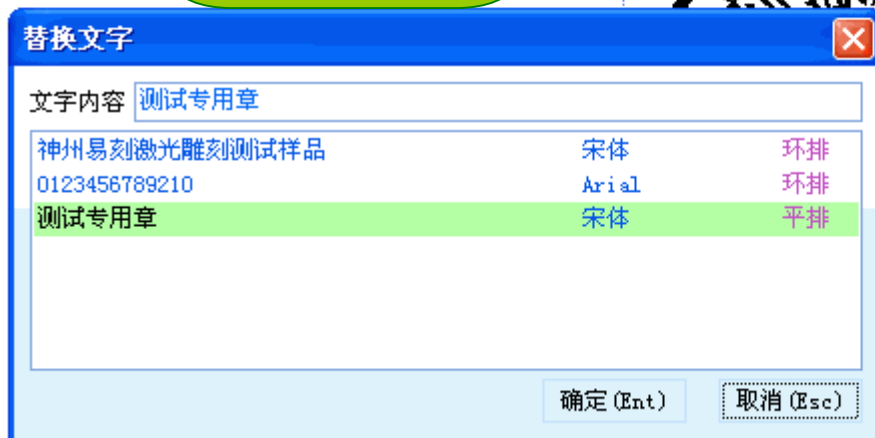 替换文字
文字内容 测试专用章
神州易刻激光雕刻测试样品 宋体 环排
0123456789210 Arial 环排
测试专用章 宋体 平排
确定(Ent) 取消(Esc)